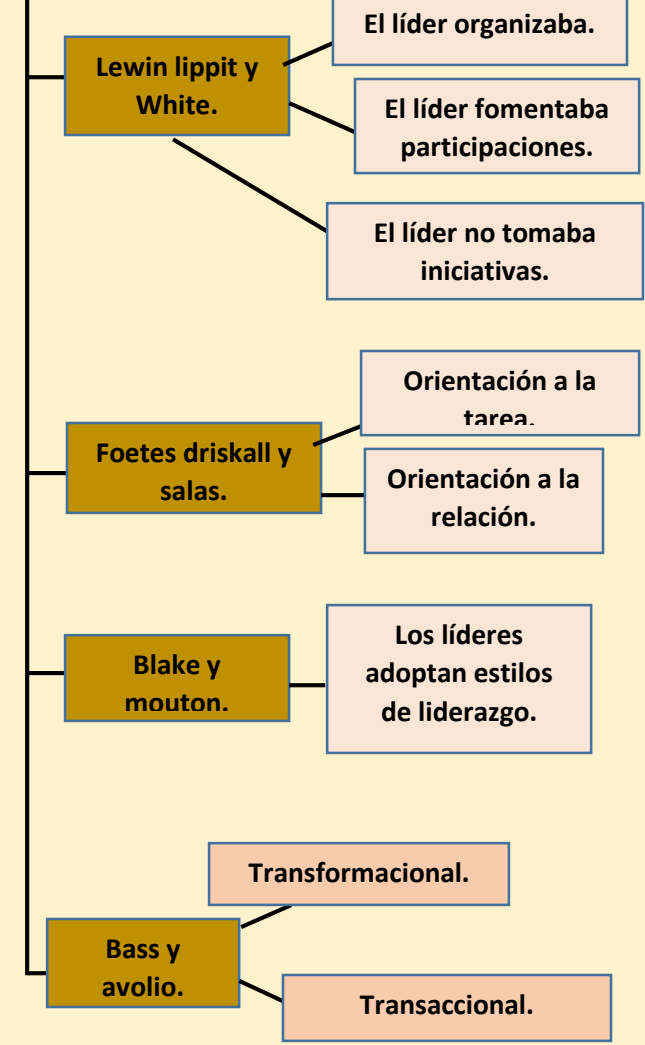 El líder organizaba.
Lewin lippit y
White.
El líder fomentaba
participaciones.
El líder no tomaba
iniciativas.
Orientación a la
tarea.
Foetes driskall y
salas.
Orientación a la
relación.
Blake y
mouton.
Los líderes
adoptan estilos
de liderazgo.
Transformacional.
Bass y
avolio.
Transaccional.